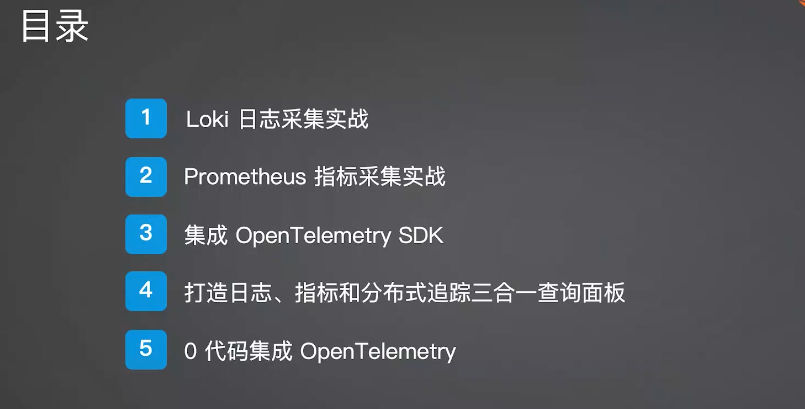 目录
1 Loki 日志采集实战
2 Prometheus 指标采集实战
3 集成 OpenTelemetry SDK
4 打造日志、指标和分布式追踪三合一查询面板
5 0 代码集成 OpenTelemetry